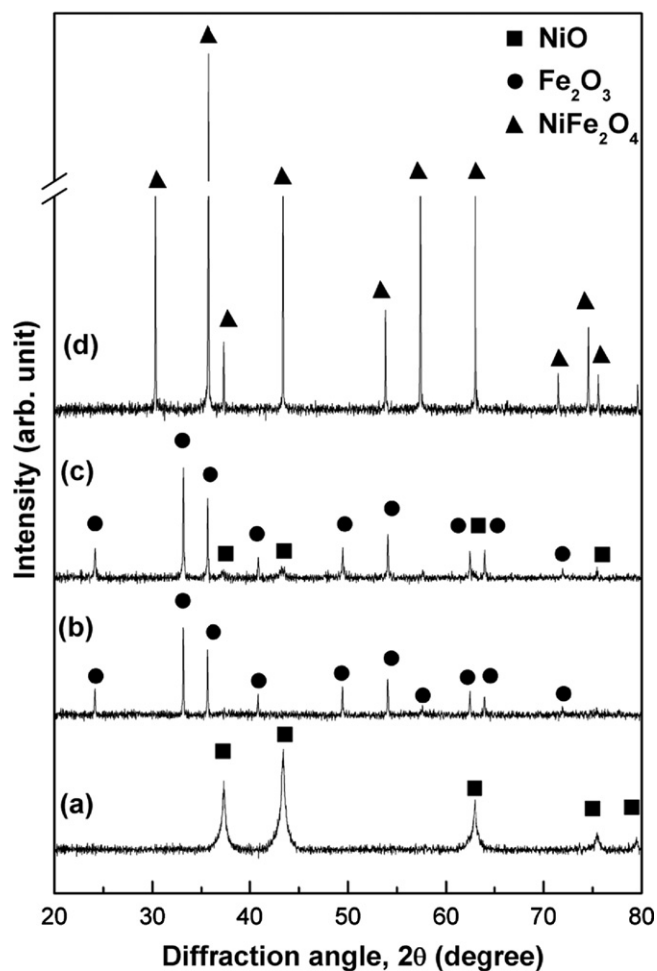 ■ NiO
● Fe₂O₃
▲ NiFe₂O₄
(d)
(c)
(b)
(a)
Intensity (arb. unit)
20 30 40 50 60 70 80
Diffraction angle, 2θ (degree)